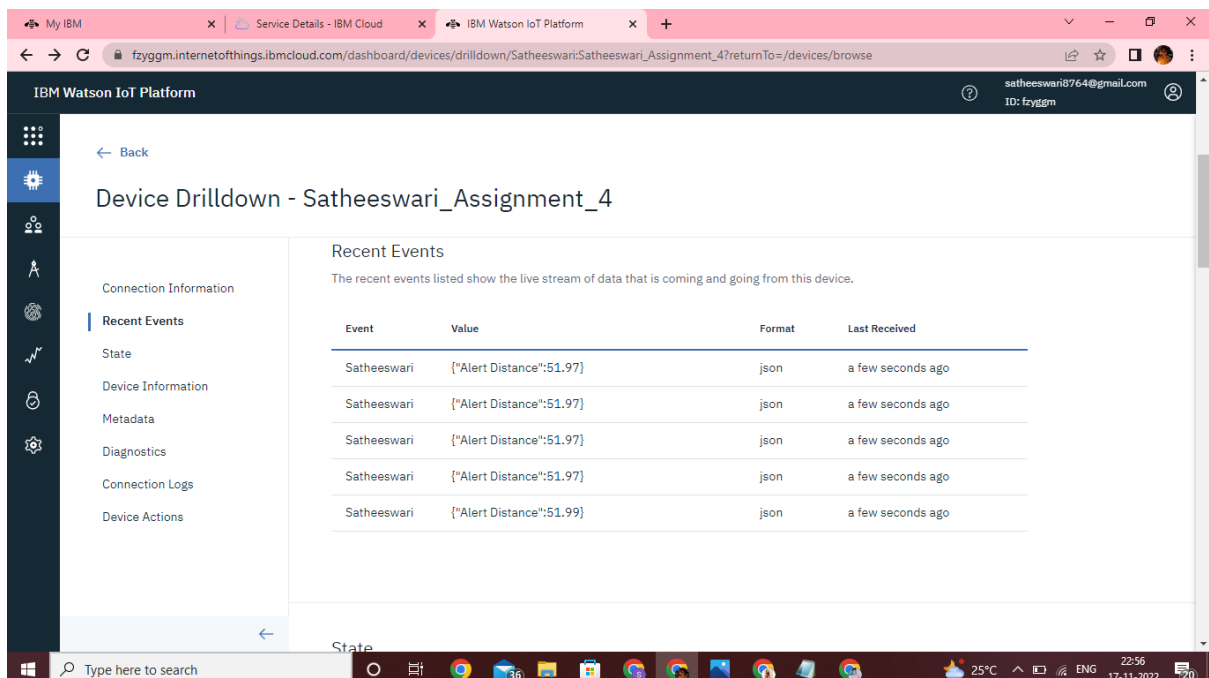 My IBM
Service Details - IBM Cloud
IBM Watson IoT Platform
fzyggm.internetofthings.ibmcloud.com/dashboard/devices/drilldown/Satheeswari:Satheeswari_Assignment_4?returnTo=/devices/browse
IBM Watson IoT Platform
satheeswari8764@gmail.com
ID: fzyggm
Back
Device Drilldown - Satheeswari_Assignment_4
Connection Information
Recent Events
State
Device Information
Metadata
Diagnostics
Connection Logs
Device Actions
Recent Events
The recent events listed show the live stream of data that is coming and going from this device.
Event Value Format Last Received
Satheeswari {"Alert Distance":51.97} json a few seconds ago
Satheeswari {"Alert Distance":51.97} json a few seconds ago
Satheeswari {"Alert Distance":51.97} json a few seconds ago
Satheeswari {"Alert Distance":51.97} json a few seconds ago
Satheeswari {"Alert Distance":51.99} json a few seconds ago
State
Type here to search
36
25°C
ENG
22:56
17-11-2022
20